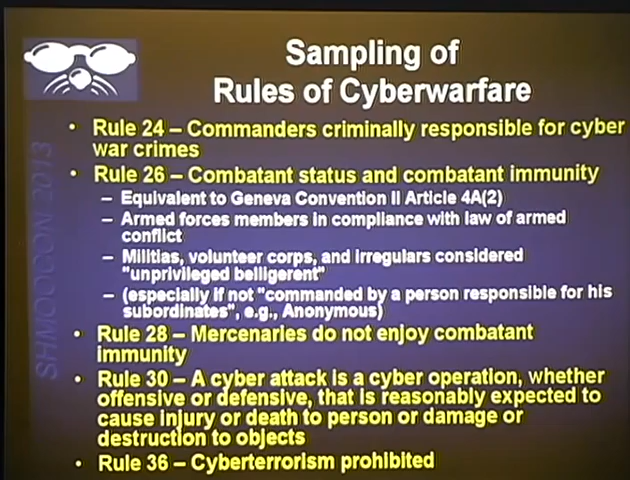 Sampling of
Rules of Cyberwarfare
SHMOOCON 2013
• Rule 24 – Commanders criminally responsible for cyber
war crimes
• Rule 26 – Combatant status and combatant immunity
– Equivalent to Geneva Convention II Article 4A(2)
– Armed forces members in compliance with law of armed
conflict
– Militias, volunteer corps, and irregulars considered
"unprivileged belligerent"
– (especially if not "commanded by a person responsible for his
subordinates", e.g., Anonymous)
• Rule 28 – Mercenaries do not enjoy combatant
immunity
• Rule 30 – A cyber attack is a cyber operation, whether
offensive or defensive, that is reasonably expected to
cause injury or death to person or damage or
destruction to objects
• Rule 36 – Cyberterrorism prohibited